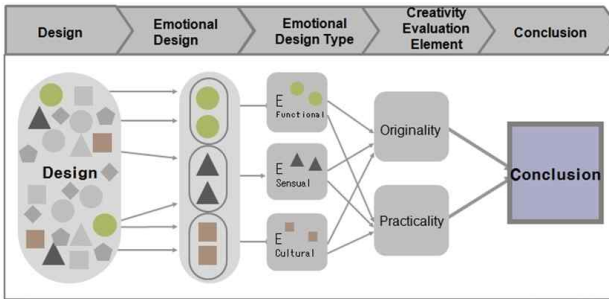 Design
Emotional
Design
Emotional
Design Type
Creativity
Evaluation
Element
Conclusion
Design
E
Functional
E
Sensual
E
Cultural
Originality
Practicality
Conclusion